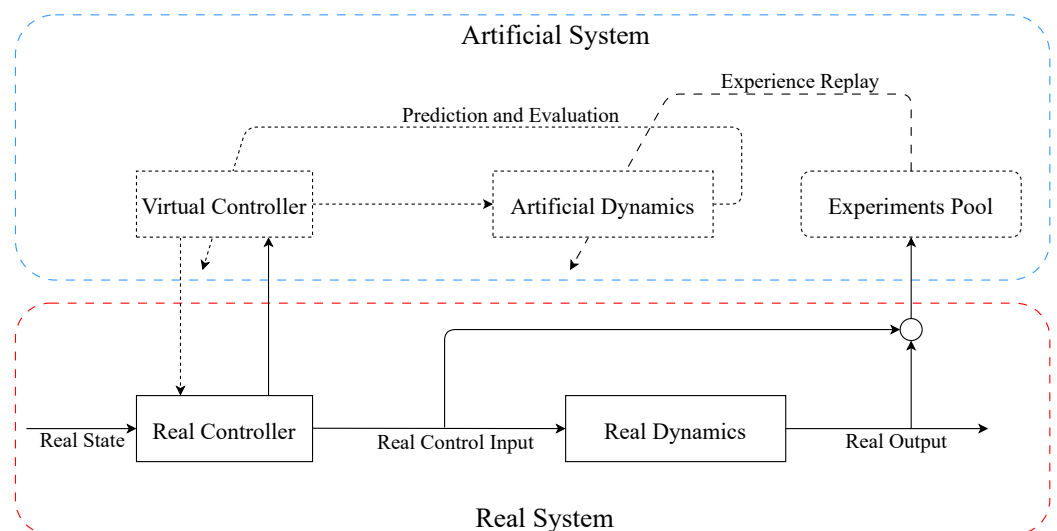 Artificial System
Experience Replay
Prediction and Evaluation
Virtual Controller
Artificial Dynamics
Experiments Pool
Real State
Real Controller
Real Control Input
Real Dynamics
Real Output
Real System